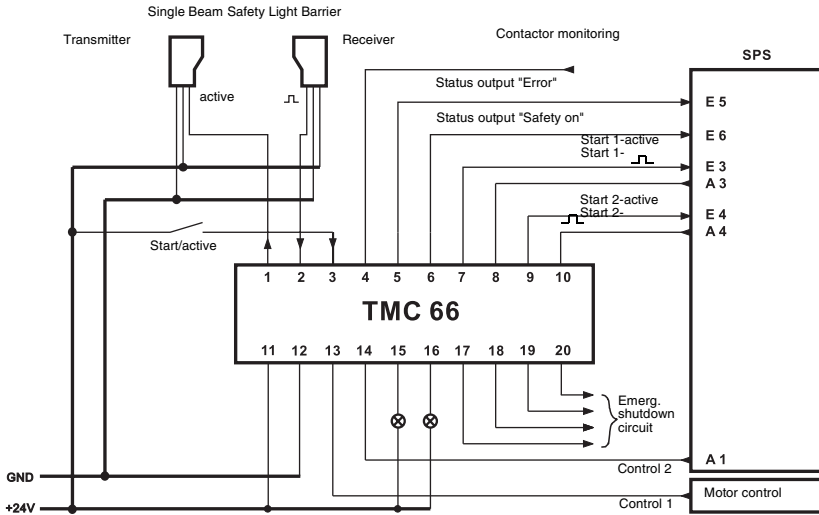 Single Beam Safety Light Barrier
Transmitter
Receiver
Contactor monitoring
SPS
active
Status output "Error"
E 5
Status output "Safety on"
E 6
Start 1-active
Start 1-
E 3
A 3
Start 2-active
Start 2-
E 4
A 4
Start/active
1 2 3 4 5 6 7 8 9 10
TMC 66
11 12 13 14 15 16 17 18 19 20
Emerg.
shutdown
circuit
A 1
Control 2
GND
Motor control
Control 1
+24V